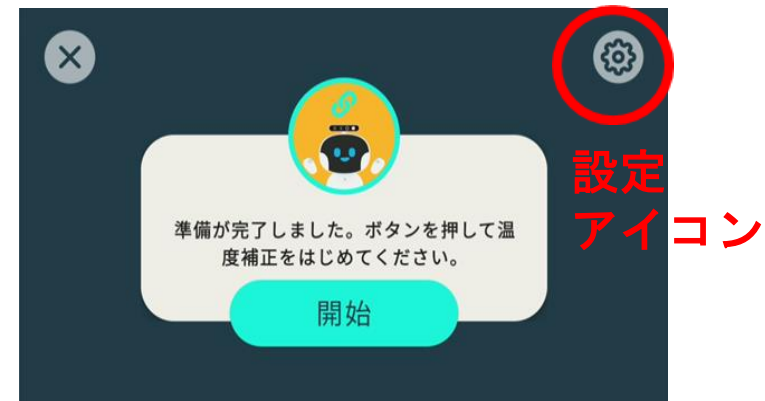 設定
アイコン
準備が完了しました。ボタンを押して温
度補正をはじめてください。
開始